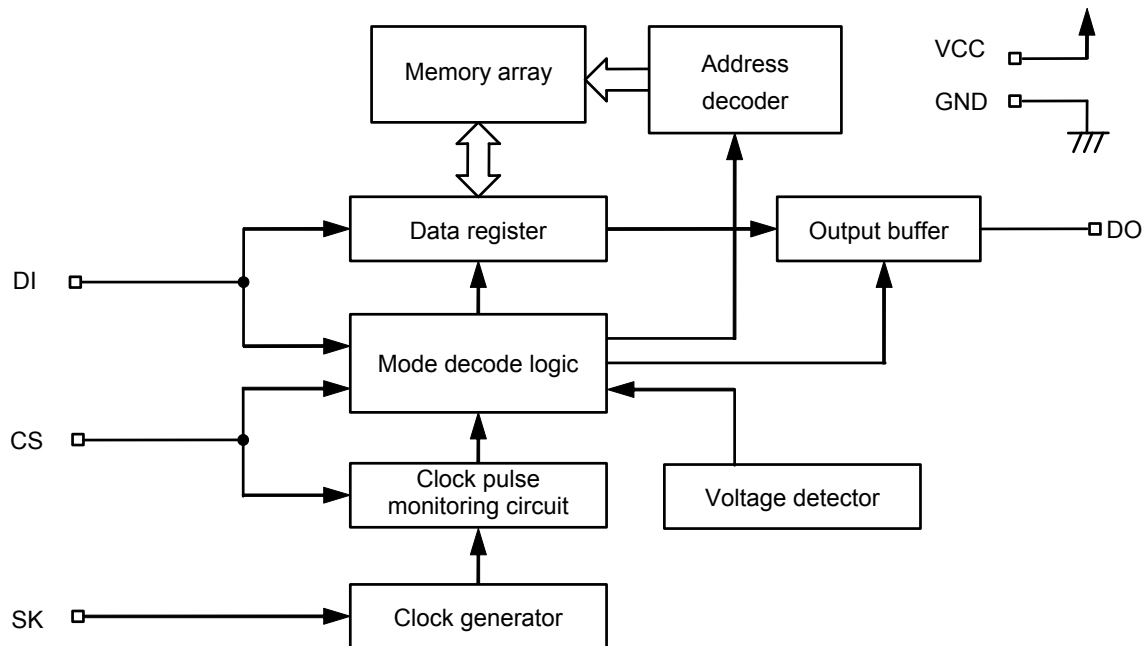 Memory array
Address
decoder
VCC
GND
Data register
Output buffer
DO
DI
Mode decode logic
CS
Clock pulse
monitoring circuit
Voltage detector
SK
Clock generator